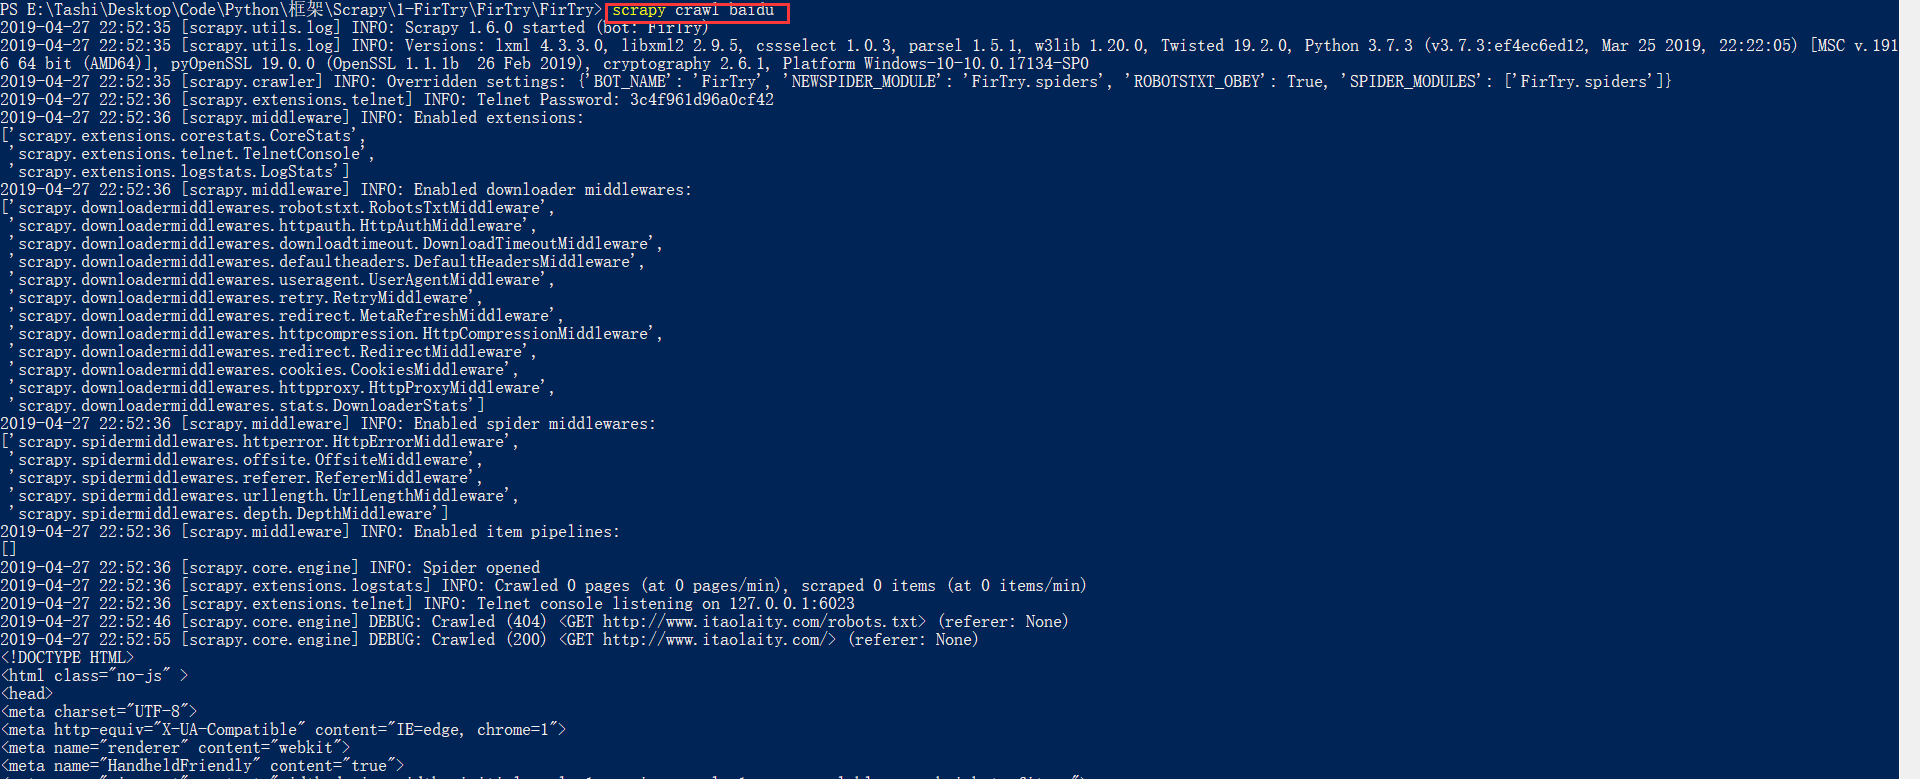 PS E:\Tashi\Desktop\Code\Python\框架\Scrapy\1-FirTry\FirTry\FirTry> scrapy crawl baidu
2019-04-27 22:52:35 [scrapy.utils.log] INFO: Scrapy 1.6.0 started (bot: FirTry)
2019-04-27 22:52:35 [scrapy.utils.log] INFO: Versions: lxml 4.3.3.0, libxml2 2.9.5, cssselect 1.0.3, parsel 1.5.1, w3lib 1.20.0, Twisted 19.2.0, Python 3.7.3 (v3.7.3:ef4ec6ed12, Mar 25 2019, 22:22:05) [MSC v.191
6 64 bit (AMD64)], pyOpenSSL 19.0.0 (OpenSSL 1.1.1b  26 Feb 2019), cryptography 2.6.1, Platform Windows-10-10.0.17134-SP0
2019-04-27 22:52:35 [scrapy.crawler] INFO: Overridden settings: {'BOT_NAME': 'FirTry', 'NEWSPIDER_MODULE': 'FirTry.spiders', 'ROBOTSTXT_OBEY': True, 'SPIDER_MODULES': ['FirTry.spiders']}
2019-04-27 22:52:36 [scrapy.extensions.telnet] INFO: Telnet Password: 3c4f961d96a0cf42
2019-04-27 22:52:36 [scrapy.middleware] INFO: Enabled extensions:
['scrapy.extensions.corestats.CoreStats',
 'scrapy.extensions.telnet.TelnetConsole',
 'scrapy.extensions.logstats.LogStats']
2019-04-27 22:52:36 [scrapy.middleware] INFO: Enabled downloader middlewares:
['scrapy.downloadermiddlewares.robotstxt.RobotsTxtMiddleware',
 'scrapy.downloadermiddlewares.httpauth.HttpAuthMiddleware',
 'scrapy.downloadermiddlewares.downloadtimeout.DownloadTimeoutMiddleware',
 'scrapy.downloadermiddlewares.defaultheaders.DefaultHeadersMiddleware',
 'scrapy.downloadermiddlewares.useragent.UserAgentMiddleware',
 'scrapy.downloadermiddlewares.retry.RetryMiddleware',
 'scrapy.downloadermiddlewares.redirect.MetaRefreshMiddleware',
 'scrapy.downloadermiddlewares.httpcompression.HttpCompressionMiddleware',
 'scrapy.downloadermiddlewares.redirect.RedirectMiddleware',
 'scrapy.downloadermiddlewares.cookies.CookiesMiddleware',
 'scrapy.downloadermiddlewares.httpproxy.HttpProxyMiddleware',
 'scrapy.downloadermiddlewares.stats.DownloaderStats']
2019-04-27 22:52:36 [scrapy.middleware] INFO: Enabled spider middlewares:
['scrapy.spidermiddlewares.httperror.HttpErrorMiddleware',
 'scrapy.spidermiddlewares.offsite.OffsiteMiddleware',
 'scrapy.spidermiddlewares.referer.RefererMiddleware',
 'scrapy.spidermiddlewares.urllength.UrlLengthMiddleware',
 'scrapy.spidermiddlewares.depth.DepthMiddleware']
2019-04-27 22:52:36 [scrapy.middleware] INFO: Enabled item pipelines:
[]
2019-04-27 22:52:36 [scrapy.core.engine] INFO: Spider opened
2019-04-27 22:52:36 [scrapy.extensions.logstats] INFO: Crawled 0 pages (at 0 pages/min), scraped 0 items (at 0 items/min)
2019-04-27 22:52:36 [scrapy.extensions.telnet] INFO: Telnet console listening on 127.0.0.1:6023
2019-04-27 22:52:46 [scrapy.core.engine] DEBUG: Crawled (404) <GET http://www.itaolaity.com/robots.txt> (referer: None)
2019-04-27 22:52:55 [scrapy.core.engine] DEBUG: Crawled (200) <GET http://www.itaolaity.com/> (referer: None)
<!DOCTYPE HTML>
<html class="no-js" >
<head>
<meta charset="UTF-8">
<meta http-equiv="X-UA-Compatible" content="IE=edge, chrome=1">
<meta name="renderer" content="webkit">
<meta name="HandheldFriendly" content="true">